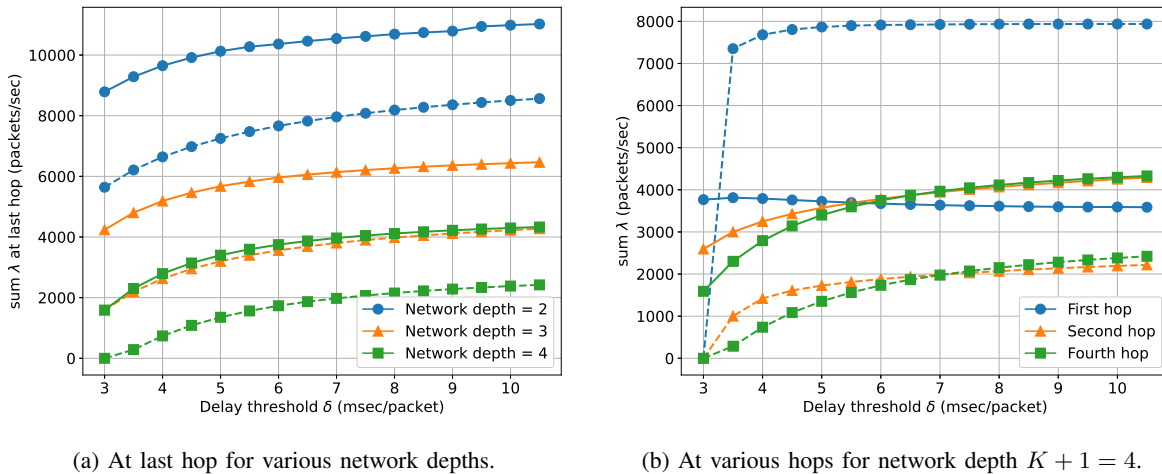 10000
8000
6000
4000
2000
0
sum λ at last hop (packets/sec)
Network depth = 2
Network depth = 3
Network depth = 4
3 4 5 6 7 8 9 10
Delay threshold δ (msec/packet)
(a) At last hop for various network depths.
8000
7000
6000
5000
4000
3000
2000
1000
0
sum λ (packets/sec)
First hop
Second hop
Fourth hop
3 4 5 6 7 8 9 10
Delay threshold δ (msec/packet)
(b) At various hops for network depth K + 1 = 4.